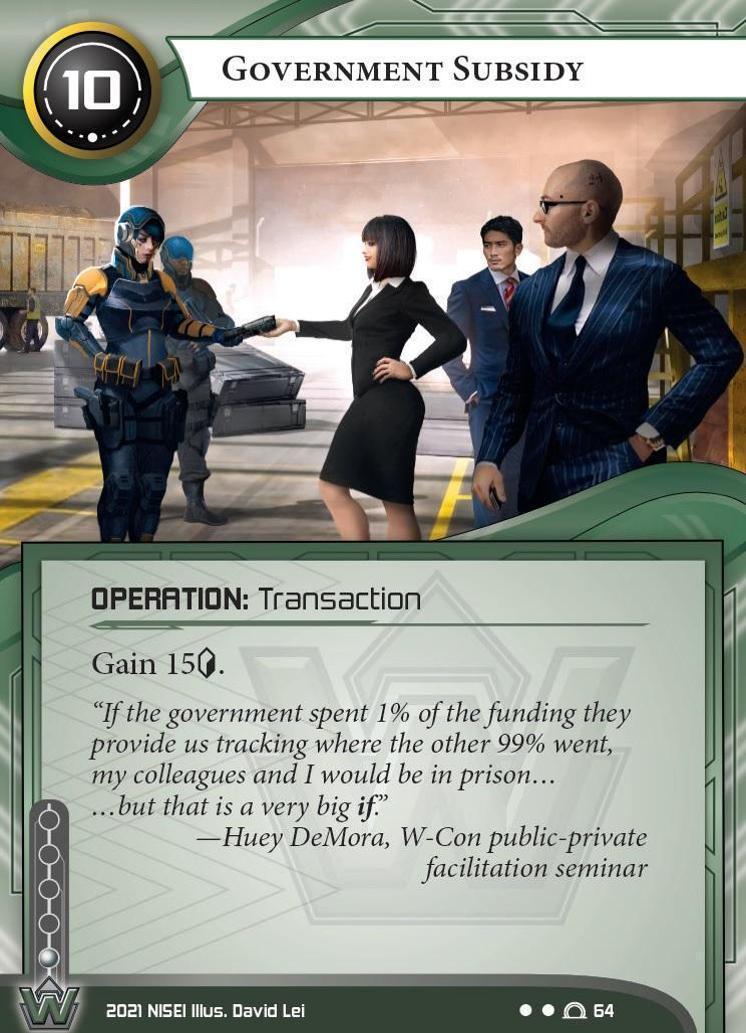 10
Government Subsidy
OPERATION: Transaction
Gain 15.
“If the government spent 1% of the funding they
provide us tracking where the other 99% went,
my colleagues and I would be in prison…
…but that is a very big if.”
—Huey DeMora, W-Con public-private
facilitation seminar
W
2021 NISEI Illus. David Lei
64